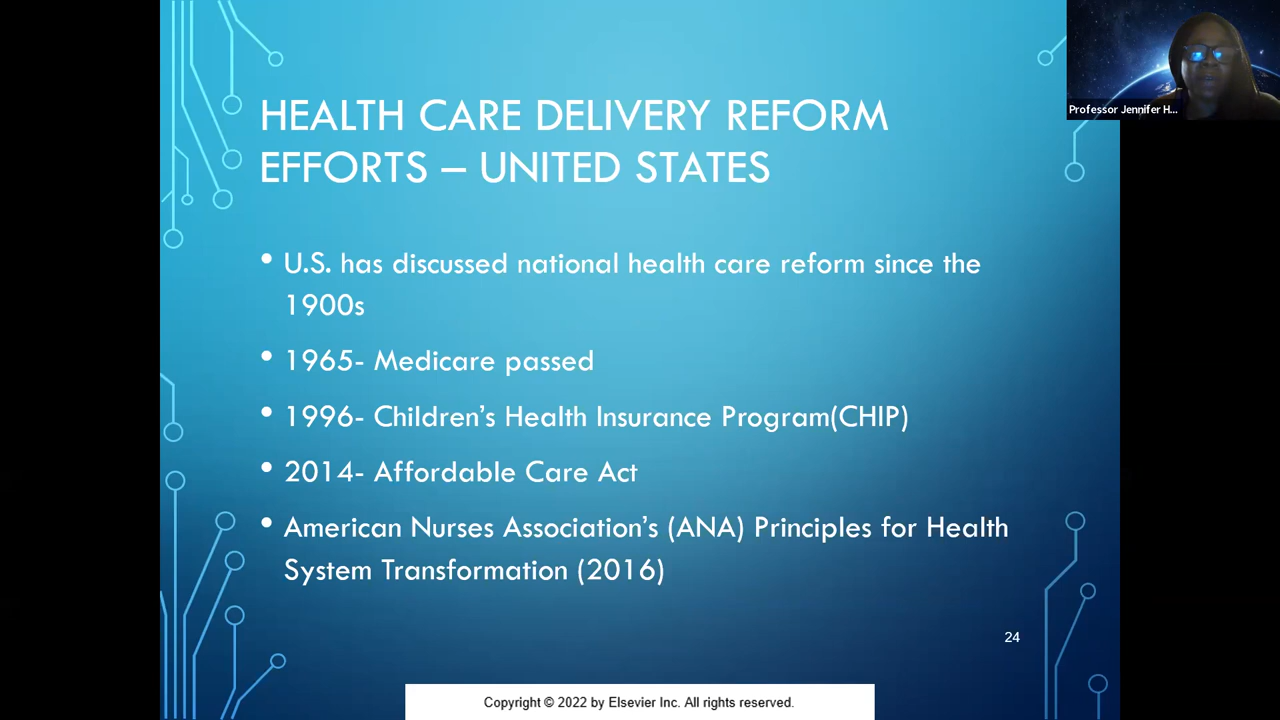 Professor Jennifer H...
HEALTH CARE DELIVERY REFORM
EFFORTS – UNITED STATES
• U.S. has discussed national health care reform since the
1900s
• 1965- Medicare passed
• 1996- Children’s Health Insurance Program(CHIP)
• 2014- Affordable Care Act
• American Nurses Association’s (ANA) Principles for Health
System Transformation (2016)
24
Copyright © 2022 by Elsevier Inc. All rights reserved.